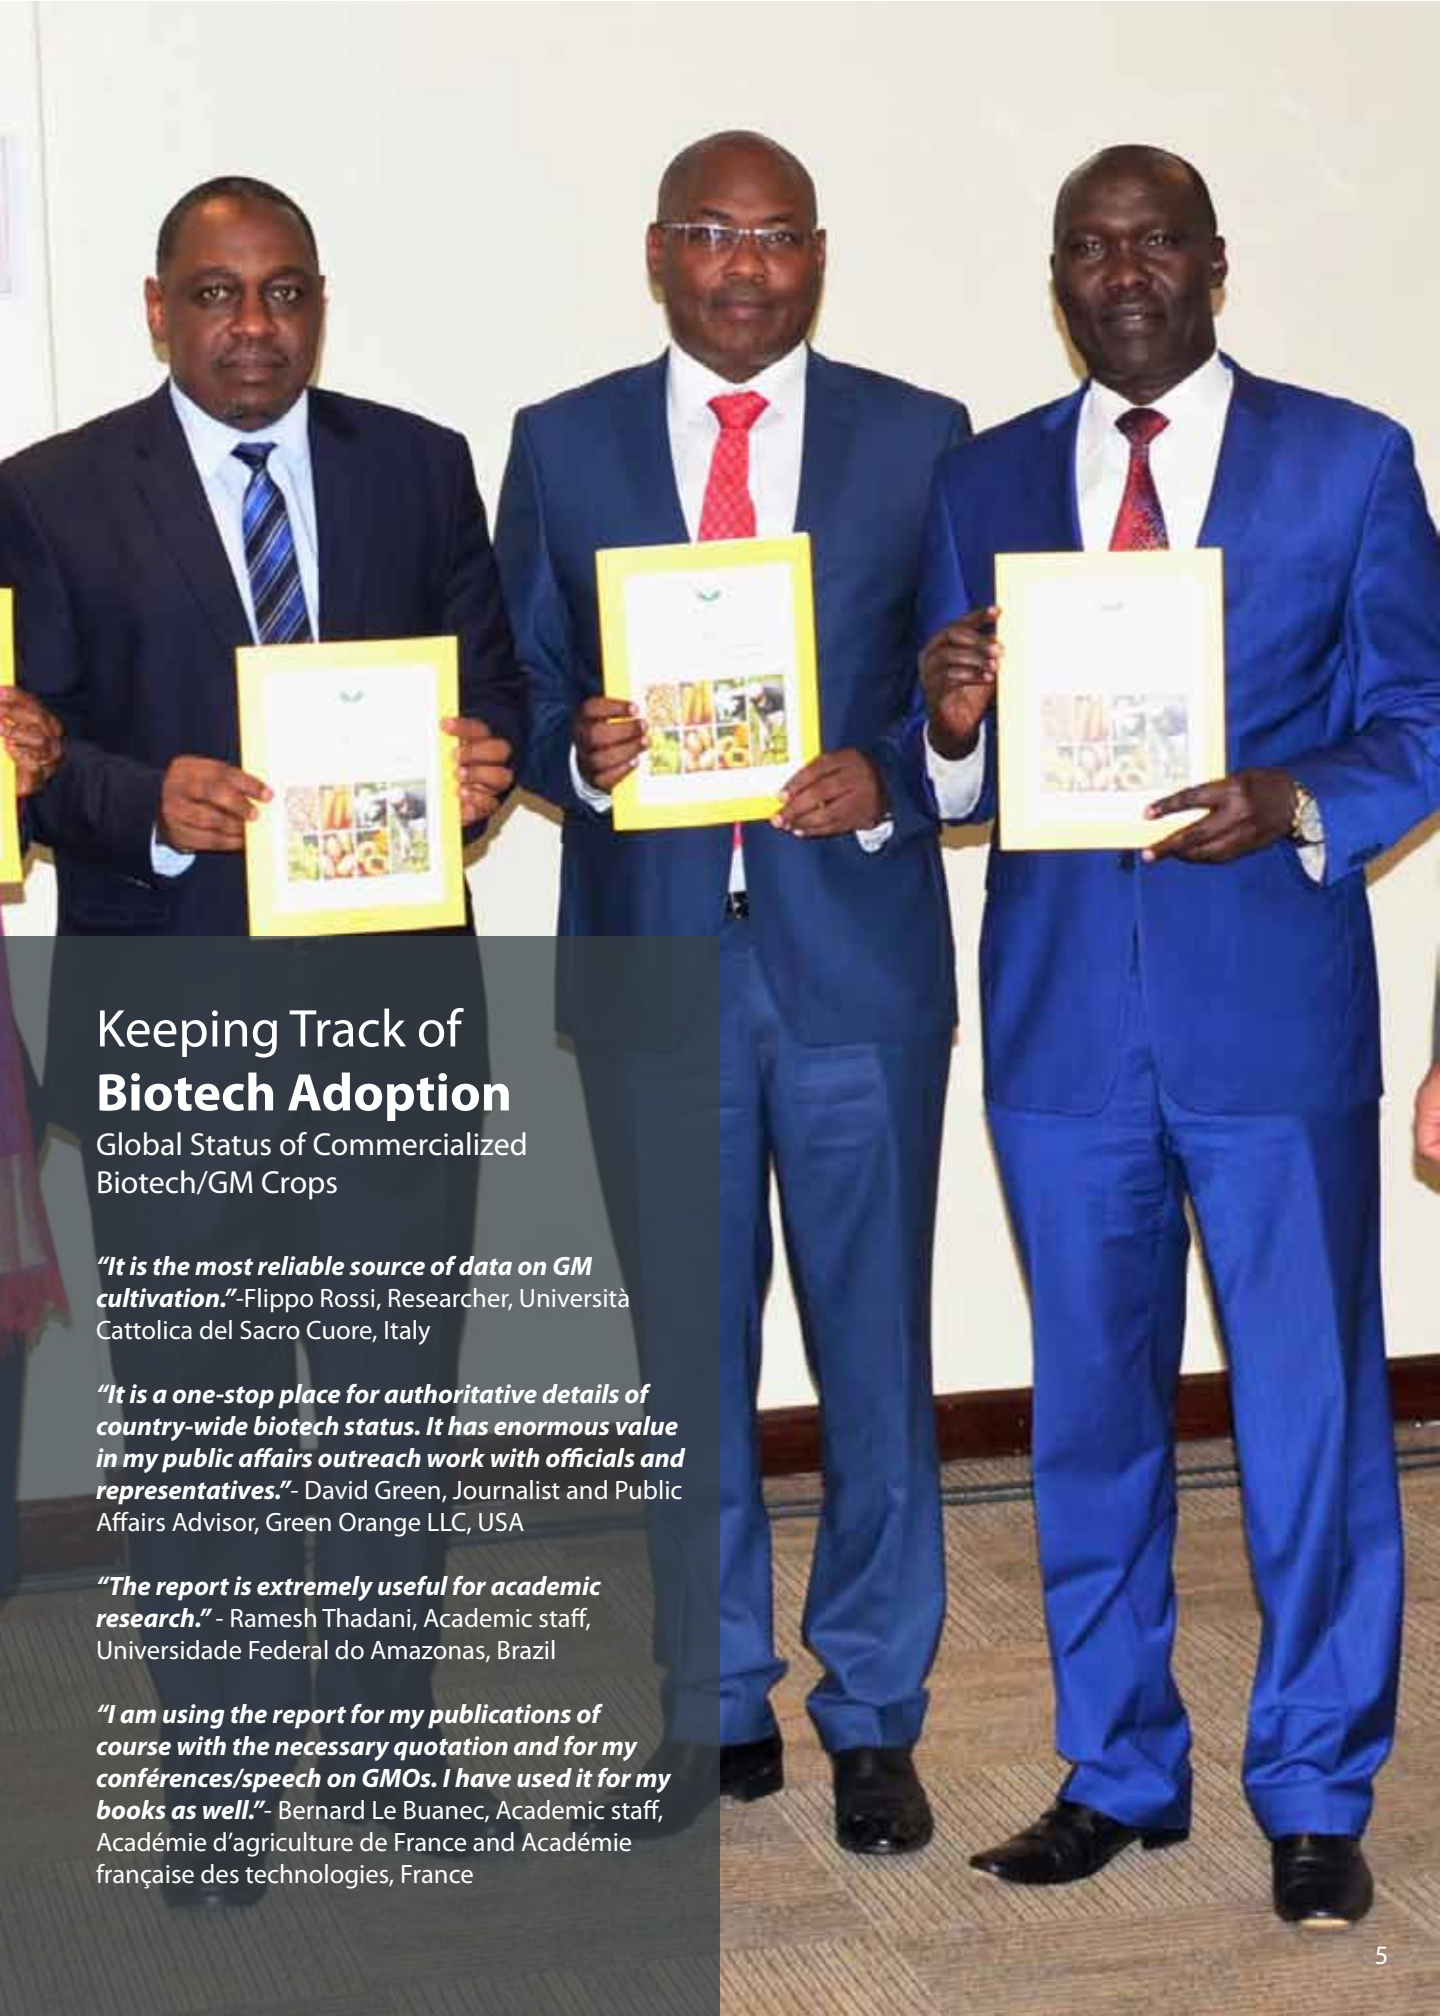 Keeping Track of
Biotech Adoption
Global Status of Commercialized
Biotech/GM Crops
“It is the most reliable source of data on GM
cultivation.”-Flippo Rossi, Researcher, Università
Cattolica del Sacro Cuore, Italy
“It is a one-stop place for authoritative details of
country-wide biotech status. It has enormous value
in my public affairs outreach work with officials and
representatives.”- David Green, Journalist and Public
Affairs Advisor, Green Orange LLC, USA
“The report is extremely useful for academic
research.” - Ramesh Thadani, Academic staff,
Universidade Federal do Amazonas, Brazil
“I am using the report for my publications of
course with the necessary quotation and for my
conférences/speech on GMOs. I have used it for my
books as well.”- Bernard Le Buanec, Academic staff,
Académie d’agriculture de France and Académie
française des technologies, France
5